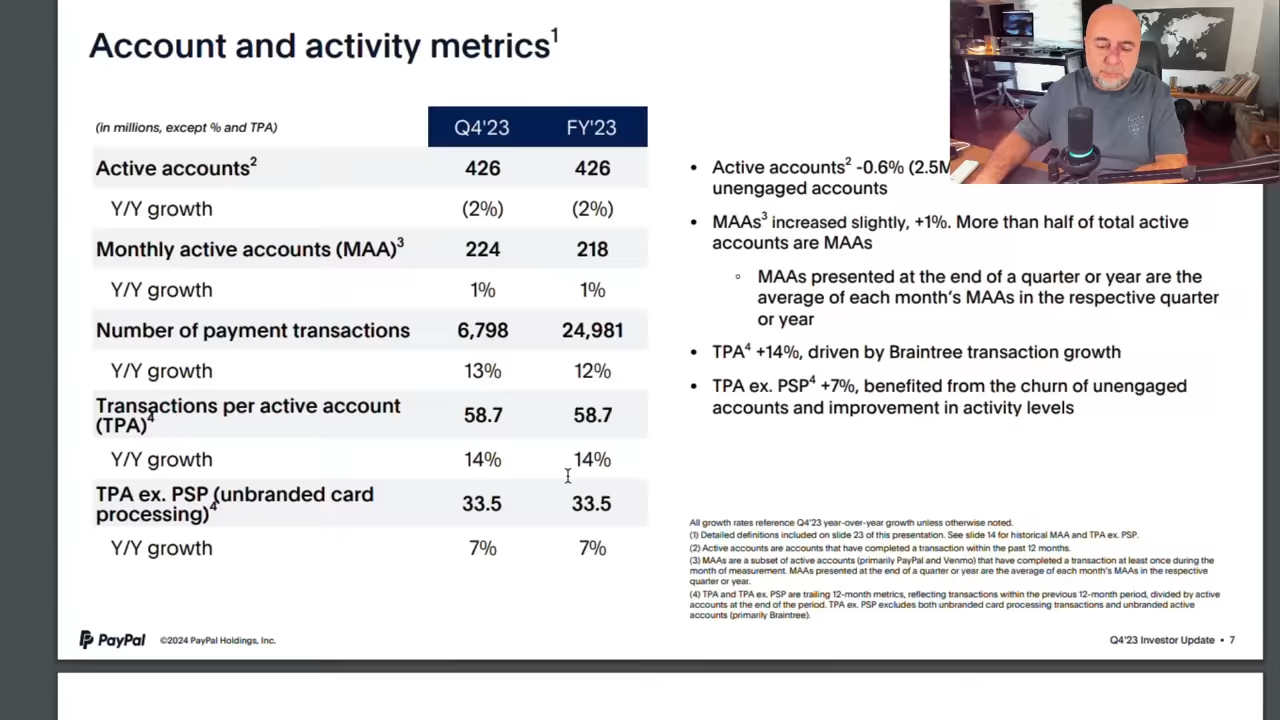 Account and activity metrics1
(in millions, except % and TPA) Q4'23 FY'23
Active accounts2 426 426
Y/Y growth (2%) (2%)
Monthly active accounts (MAA)3 224 218
Y/Y growth 1% 1%
Number of payment transactions 6,798 24,981
Y/Y growth 13% 12%
Transactions per active account
(TPA)4 58.7 58.7
Y/Y growth 14% 14%
TPA ex. PSP (unbranded card
processing)4 33.5 33.5
Y/Y growth 7% 7%
• Active accounts2 -0.6% (2.5M
unengaged accounts
• MAAs3 increased slightly, +1%. More than half of total active
accounts are MAAs
◦ MAAs presented at the end of a quarter or year are the
average of each month's MAAs in the respective quarter
or year
• TPA4 +14%, driven by Braintree transaction growth
• TPA ex. PSP4 +7%, benefited from the churn of unengaged
accounts and improvement in activity levels
All growth rates reference Q4'23 year-over-year growth unless otherwise noted.
(1) Detailed definitions included on slide 23 of this presentation. See slide 14 for historical MAA and TPA ex. PSP.
(2) Active accounts are accounts that have completed a transaction within the past 12 months.
(3) MAAs are a subset of active accounts (primarily PayPal and Venmo) that have completed a transaction at least once during the
month of measurement. MAAs presented at the end of a quarter or year are the average of each month's MAAs in the respective
quarter or year.
(4) TPA and TPA ex. PSP are trailing 12-month metrics, reflecting transactions within the previous 12-month period, divided by active
accounts at the end of the period. TPA ex. PSP excludes both unbranded card processing transactions and unbranded active
accounts (primarily Braintree).
PayPal ©2024 PayPal Holdings, Inc.
Q4'23 Investor Update • 7